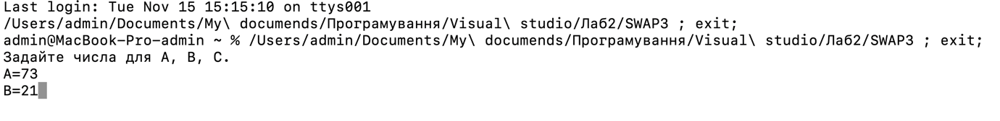 Last login: Tue Nov 15 15:15:10 on ttys001
/Users/admin/Documents/My\ documends/Програмування/Visual\ studio/Лаб2/SWAP3 ; exit;
admin@MacBook-Pro-admin ~ % /Users/admin/Documents/My\ documends/Програмування/Visual\ studio/Лаб2/SWAP3 ; exit;
Задайте числа для A, B, C.
A=73
B=21